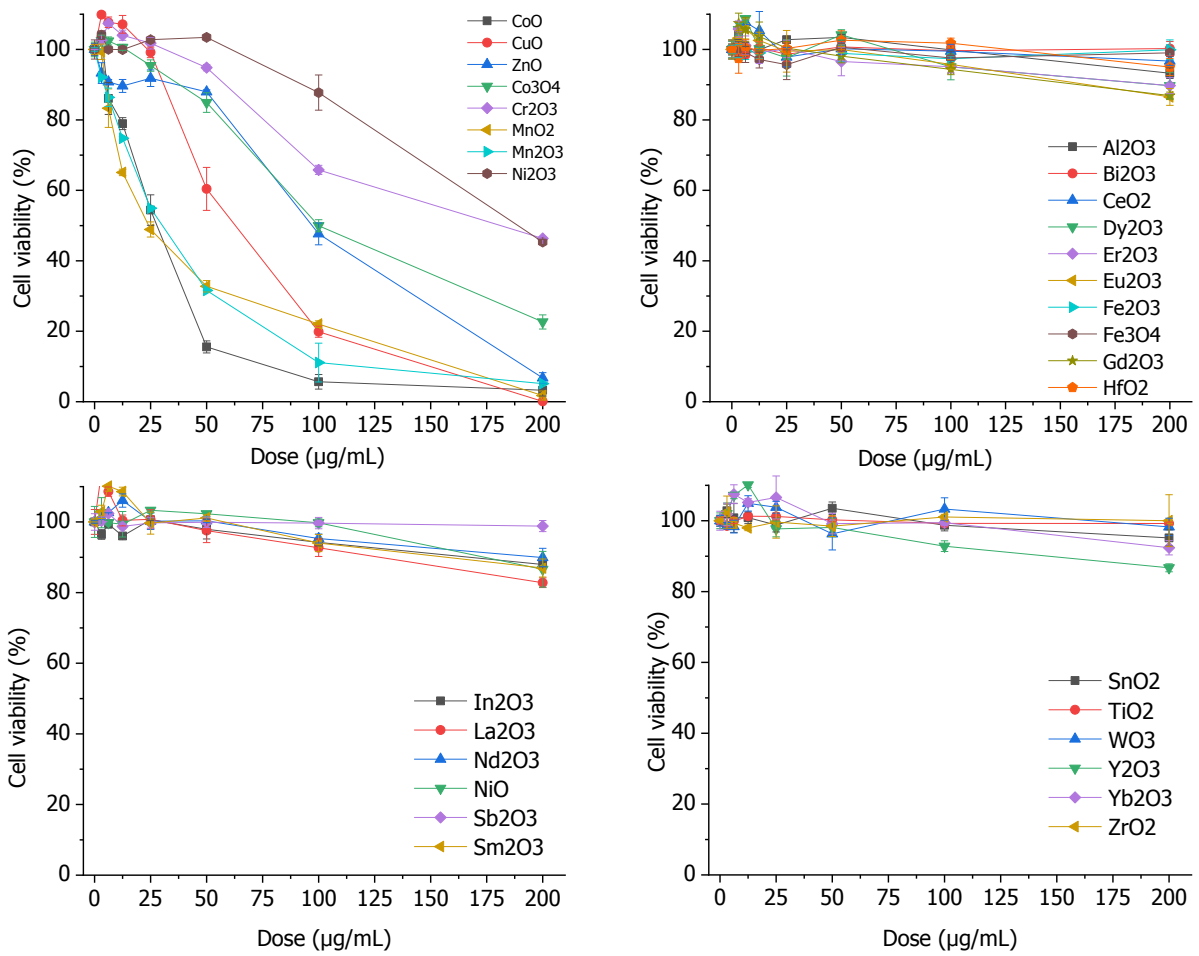 Cell viability (%)
100
80
60
40
20
0
0 25 50 75 100 125 150 175 200
Dose (µg/mL)
CoO
CuO
ZnO
Co3O4
Cr2O3
MnO2
Mn2O3
Ni2O3
Cell viability (%)
100
80
60
40
20
0
0 25 50 75 100 125 150 175 200
Dose (µg/mL)
Al2O3
Bi2O3
CeO2
Dy2O3
Er2O3
Eu2O3
Fe2O3
Fe3O4
Gd2O3
HfO2
Cell viability (%)
100
80
60
40
20
0
0 25 50 75 100 125 150 175 200
Dose (µg/mL)
In2O3
La2O3
Nd2O3
NiO
Sb2O3
Sm2O3
Cell viability (%)
100
80
60
40
20
0
0 25 50 75 100 125 150 175 200
Dose (µg/mL)
SnO2
TiO2
WO3
Y2O3
Yb2O3
ZrO2